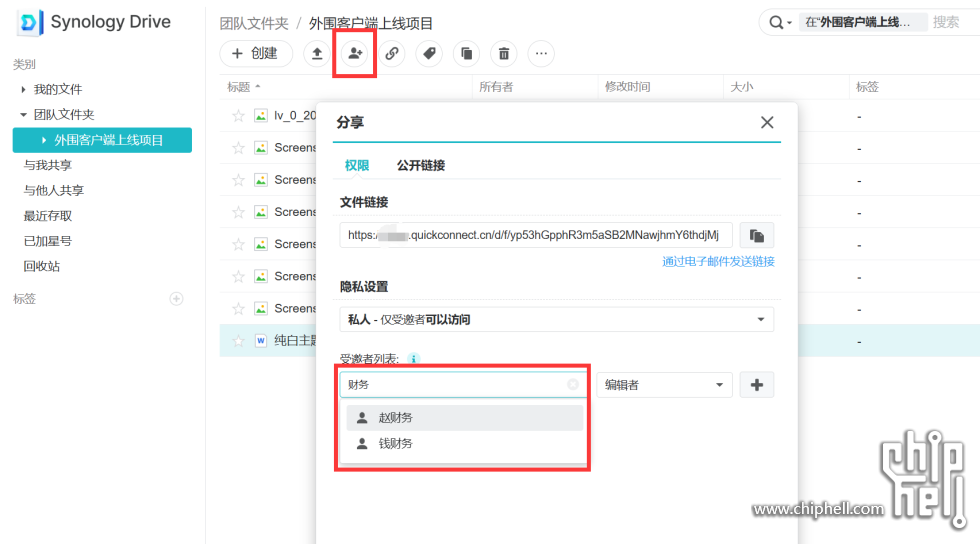 Synology Drive
类别
我的文件
团队文件夹
外围客户端上线项目
与我共享
与他人共享
最近存取
已加星号
回收站
标签
团队文件夹 / 外围客户端上线项目
在"外围客户端上线... 搜索
+ 创建
标题 所有者 修改时间 大小 标签
lv_0_20 -
Screens -
Screens -
Screens -
Screens -
Screens -
Screens -
纯白主题 -
分享
权限 公开链接
文件链接
https:/ .quickconnect.cn/d/f/yp53hGpphR3m5aSB2MNawjhmY6thdjMj
通过电子邮件发送链接
隐私设置
私人 - 仅受邀者可以访问
受邀者列表:
财务 编辑者
赵财务
钱财务
www.chiphell.com
chip
hell